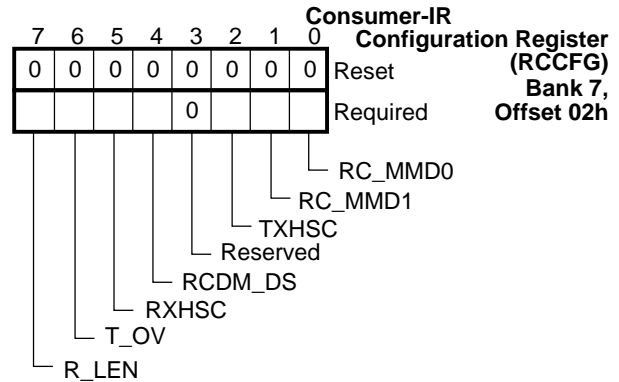 Consumer-IR
7 6 5 4 3 2 1 0
Configuration Register
(RCCFG)
Bank 7,
Offset 02h
0 0 0 0 0 0 0 0 Reset
0 Required
RC_MMD0
RC_MMD1
TXHSC
Reserved
RCDM_DS
RXHSC
T_OV
R_LEN